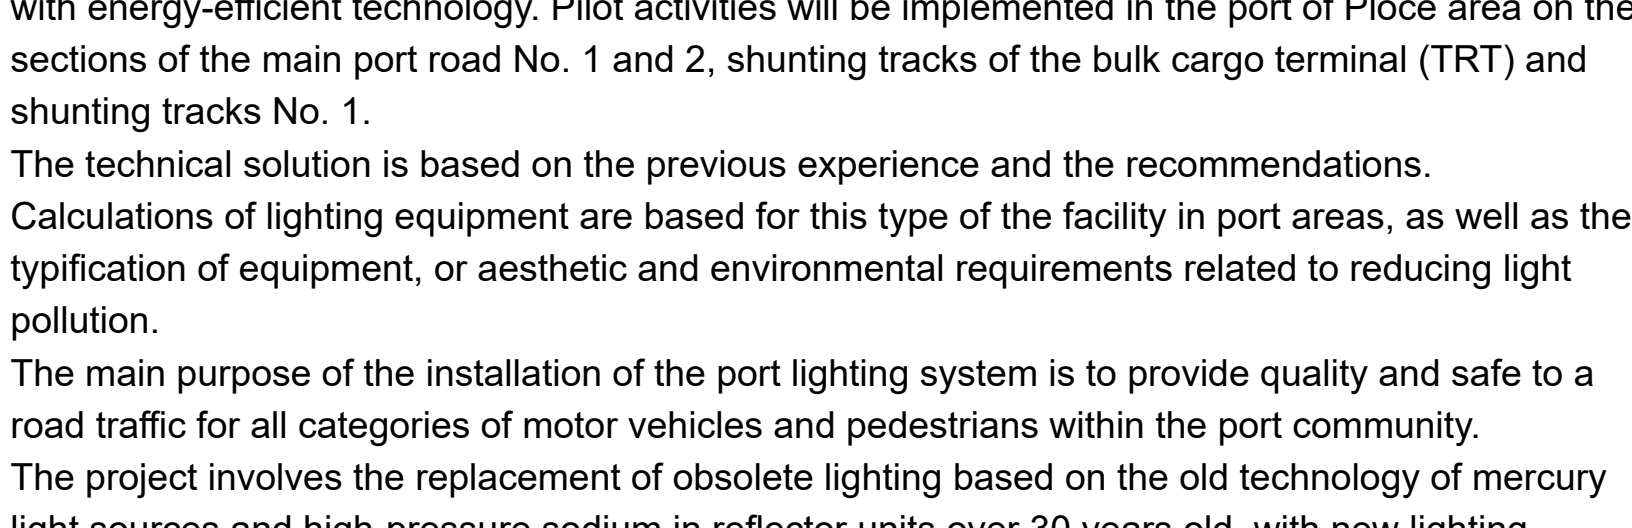 with energy-efficient technology. Pilot activities will be implemented in the port of Ploče area on the
sections of the main port road No. 1 and 2, shunting tracks of the bulk cargo terminal (TRT) and
shunting tracks No. 1.
The technical solution is based on the previous experience and the recommendations.
Calculations of lighting equipment are based for this type of the facility in port areas, as well as the
typification of equipment, or aesthetic and environmental requirements related to reducing light
pollution.
The main purpose of the installation of the port lighting system is to provide quality and safe to a
road traffic for all categories of motor vehicles and pedestrians within the port community.
The project involves the replacement of obsolete lighting based on the old technology of mercury
light sources and high-pressure sodium in reflector units over 30 years old, with new lighting